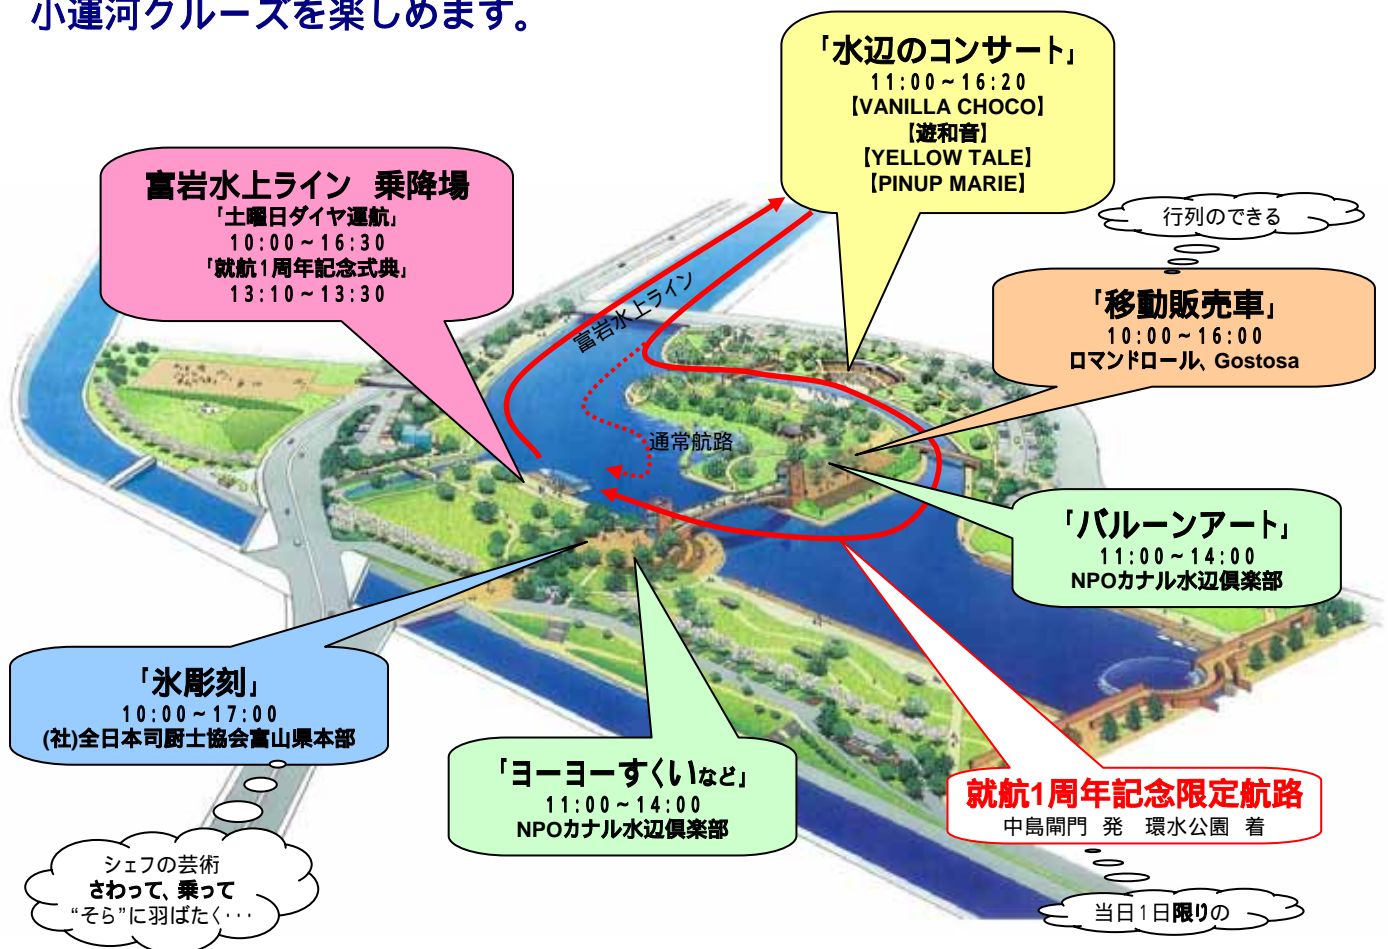 小運河クルーズを楽しめます。
「水辺のコンサート」
11:00～16:20
【VANILLA CHOCO】
【遊和音】
【YELLOW TALE】
【PINUP MARIE】
富岩水上ライン 乗降場
「土曜日ダイヤ運航」
10:00～16:30
「就航1周年記念式典」
13:10～13:30
行列のできる
「移動販売車」
10:00～16:00
ロマンドロール、Gostosa
富岩水上ライン
通常航路
「バルーンアート」
11:00～14:00
NPOカナル水辺倶楽部
「氷彫刻」
10:00～17:00
(社)全日本司厨士協会富山県本部
「ヨーヨーすくいなど」
11:00～14:00
NPOカナル水辺倶楽部
就航1周年記念限定航路
中島閘門 発 環水公園 着
シェフの芸術
さわって、乗って
“そら”に羽ばたく・・・
当日1日限りの